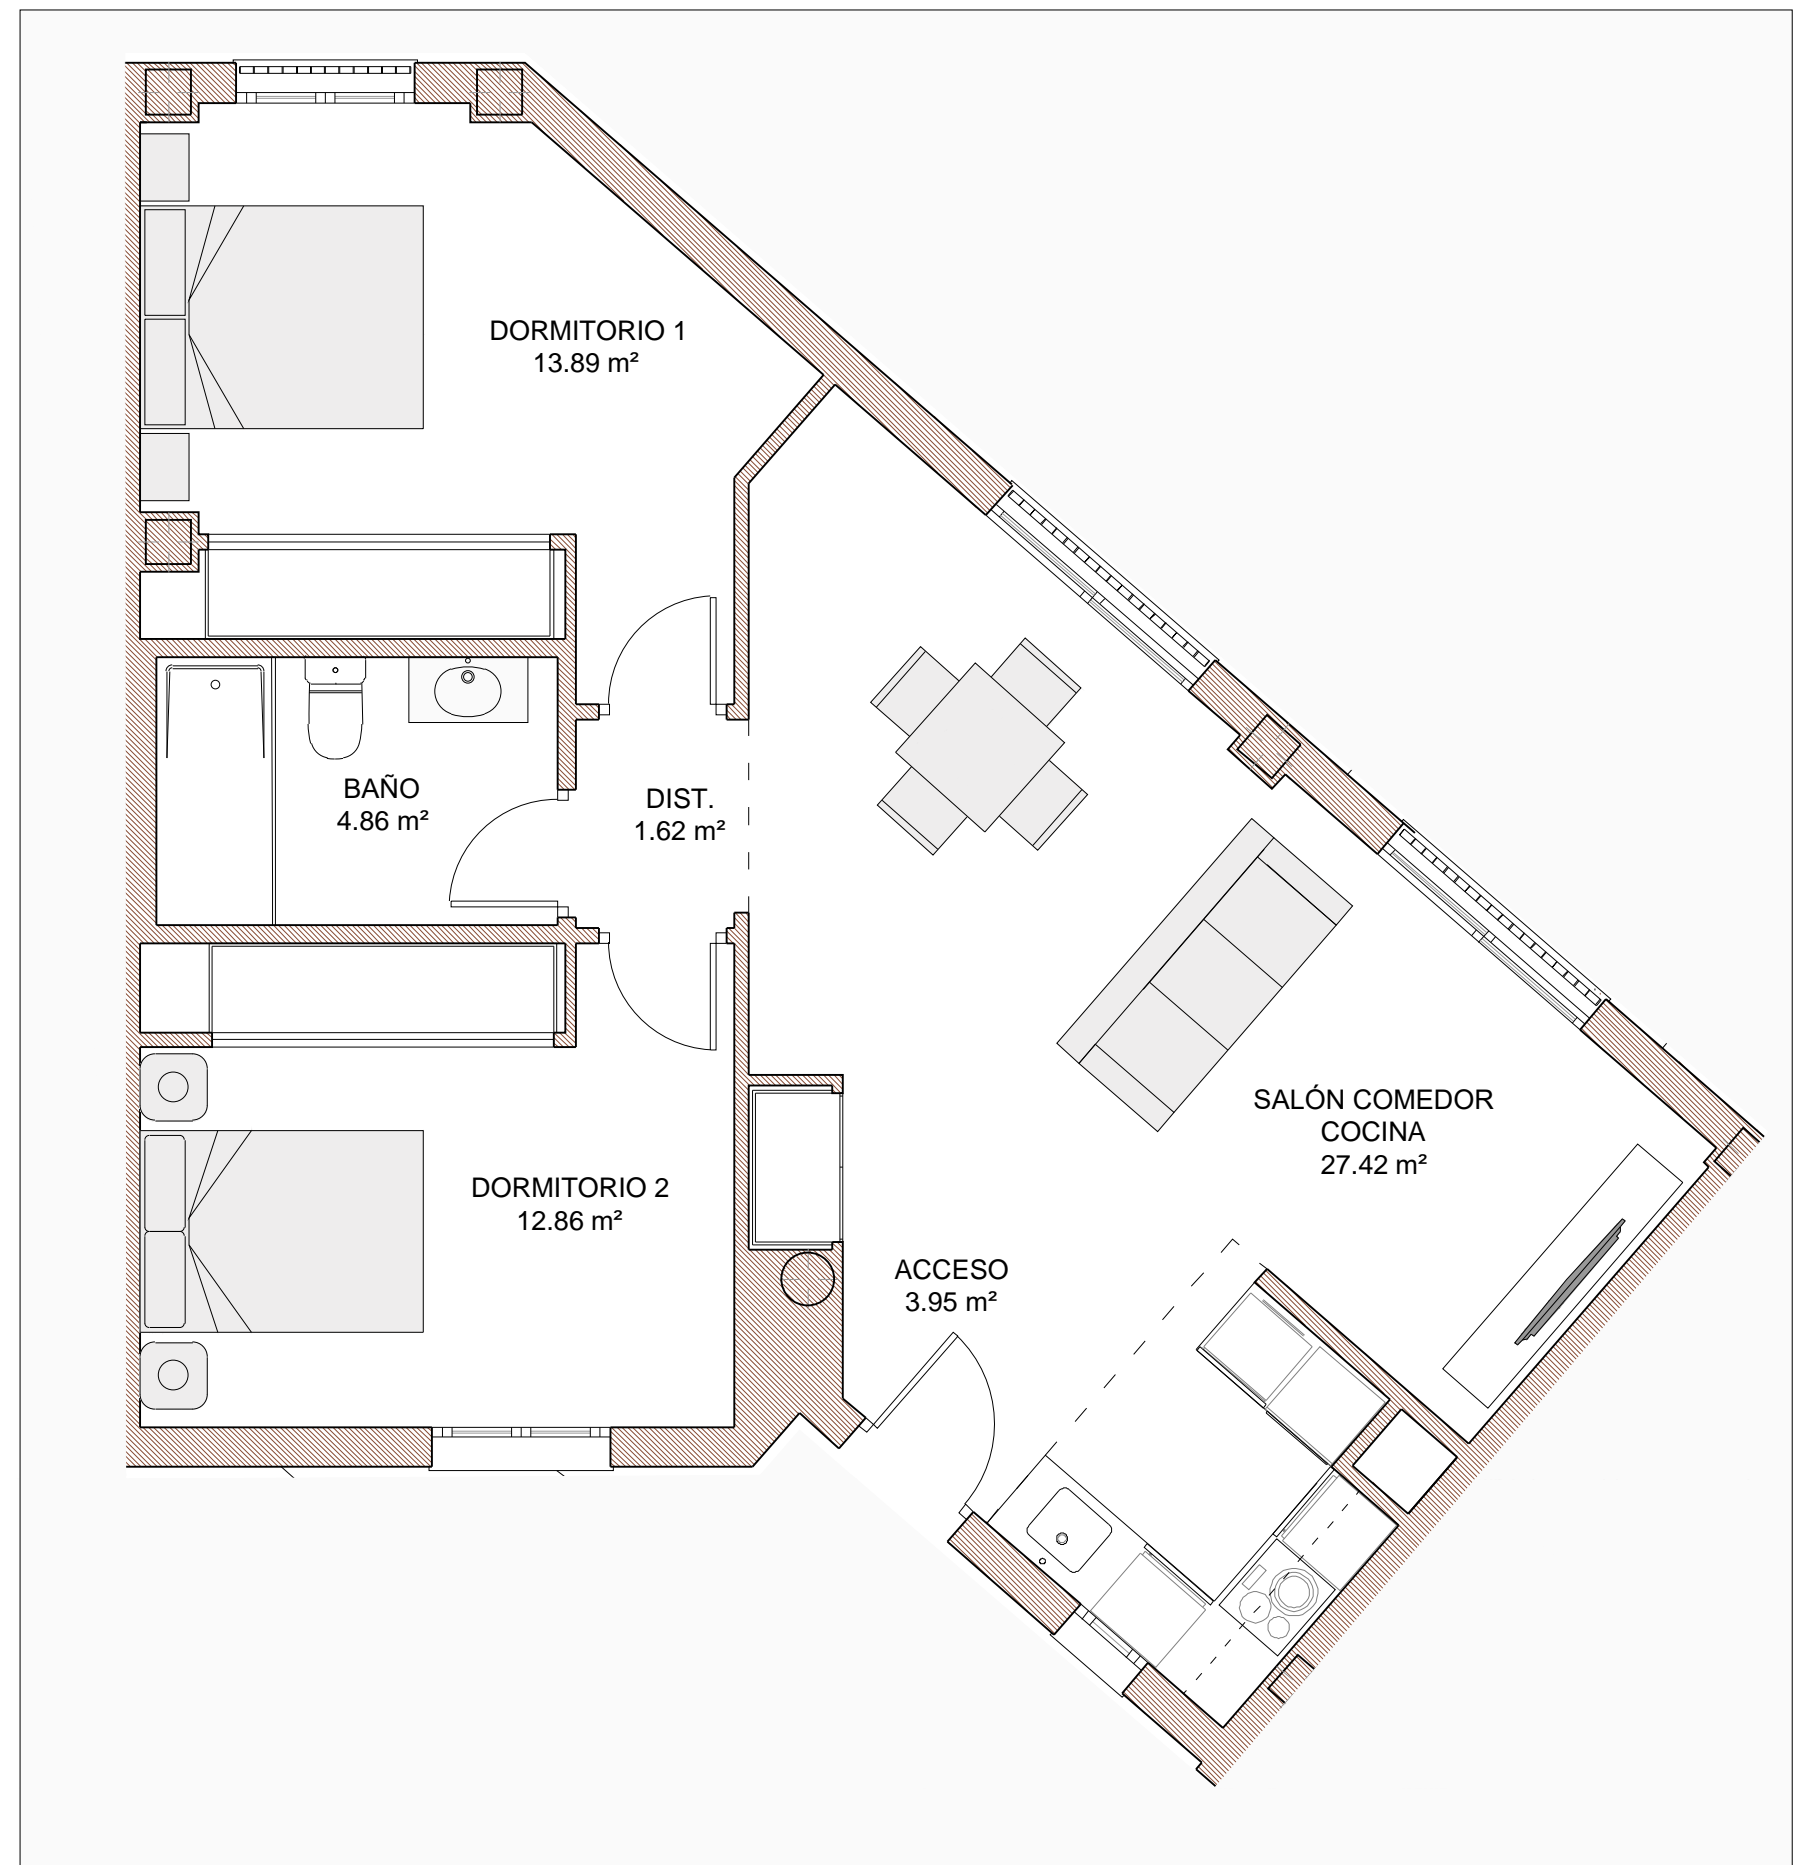 DORMITORIO 1
13.89 m²
BAÑO
4.86 m²
DIST.
1.62 m²
SALÓN COMEDOR
COCINA
27.42 m²
DORMITORIO 2
12.86 m²
ACCESO
3.95 m²